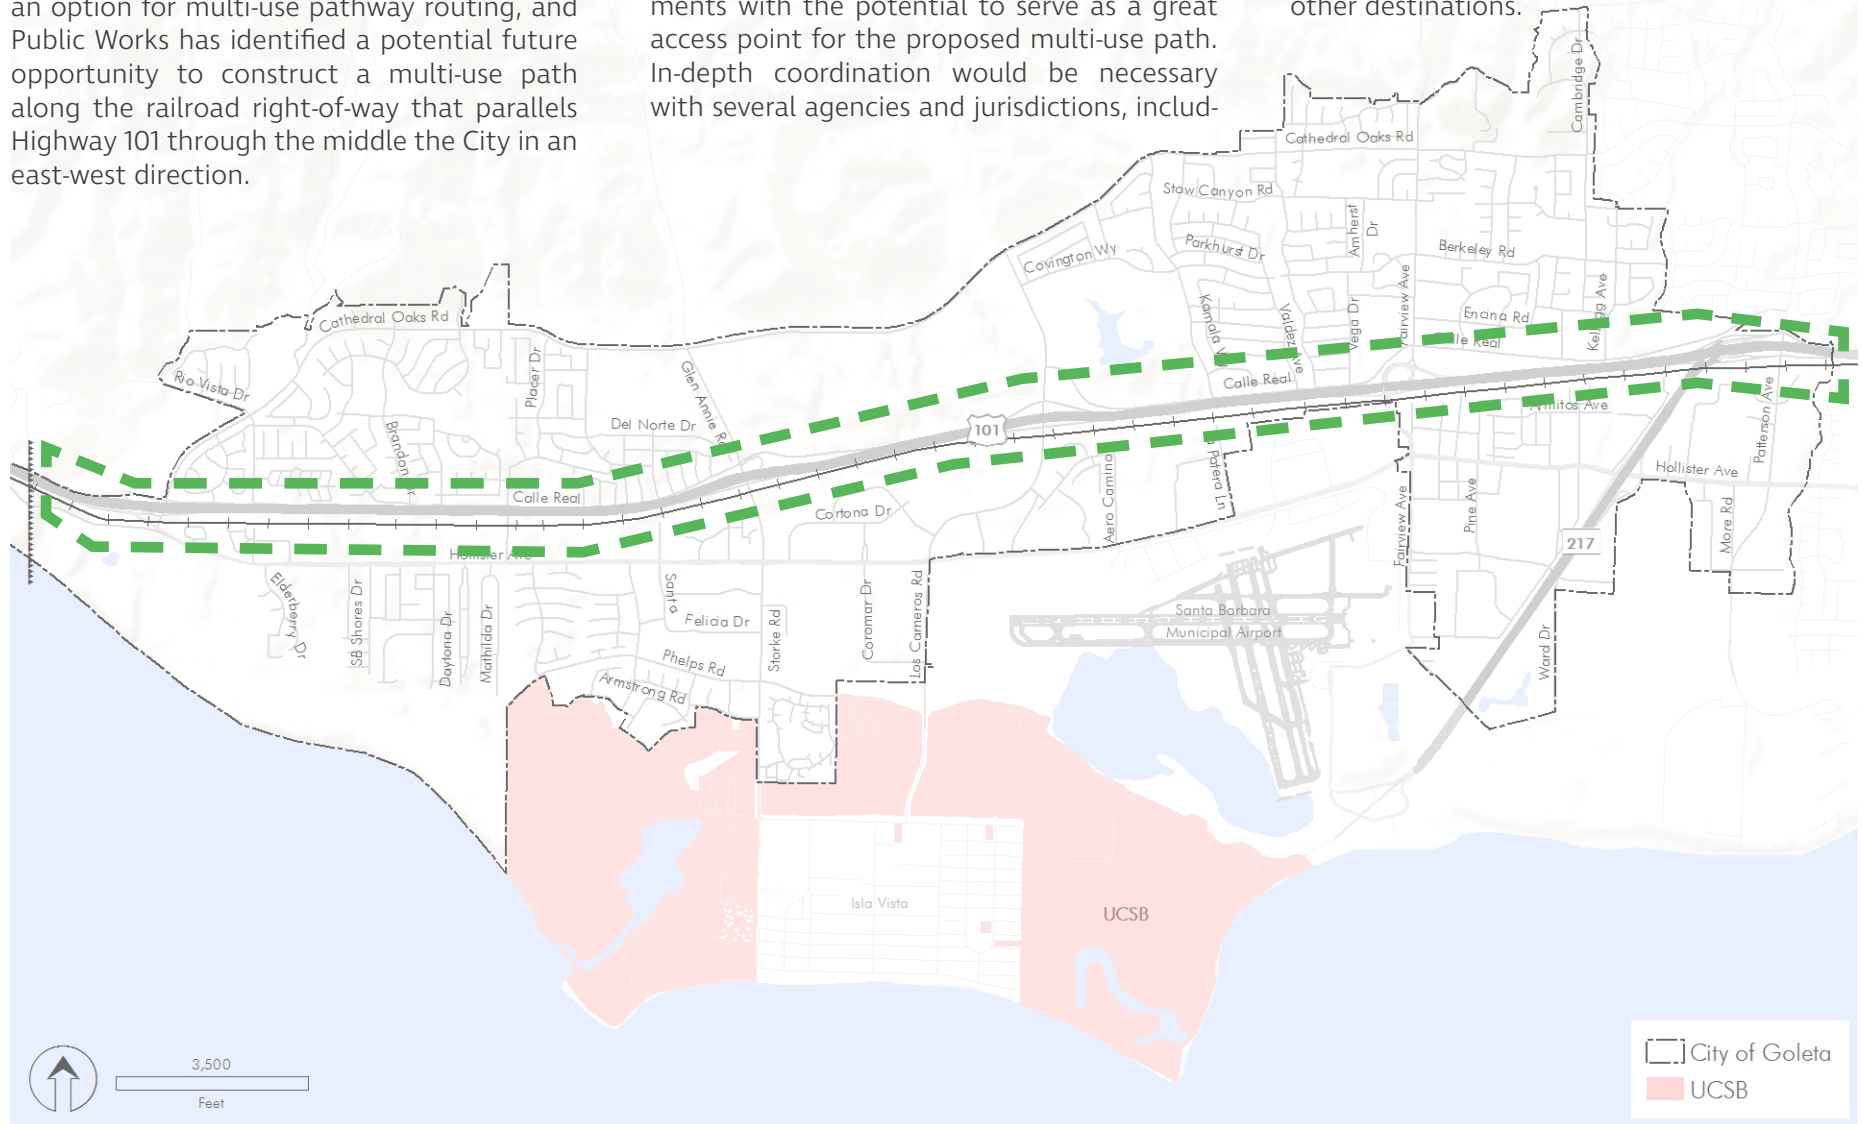 an option for multi-use pathway routing, and
Public Works has identified a potential future
opportunity to construct a multi-use path
along the railroad right-of-way that parallels
Highway 101 through the middle the City in an
east-west direction.
ments with the potential to serve as a great
access point for the proposed multi-use path.
In-depth coordination would be necessary
with several agencies and jurisdictions, includ-
other destinations.
Cambridge Dr
Cathedral Oaks Rd
Stow Canyon Rd
Amherst
Dr
Parkhurst Dr
Berkeley Rd
Covington Wy
Fairview Ave
Kellogg Ave
Kamala
Valdez Ave
Vega Dr
Encina Rd
Calle Real
Cathedral Oaks Rd
Rio Vista Dr
Placer Dr
Glen Annie Rd
Calle Real
Del Norte Dr
Brandon Dr
101
Armitos Ave
Patterson Ave
Calle Real
Cortona Dr
Aero Camino
Patera Ln
Hollister Ave
Fairview Ave
Pine Ave
More Rd
217
Hollister Ave
Elderberry Dr
SB Shores Dr
Daytona Dr
Mathilda Dr
Santa
Felicia Dr
Storke Rd
Coromar Dr
Los Carneros Rd
Santa Barbara
Municipal Airport
Ward Dr
Phelps Rd
Armstrong Rd
Isla Vista
UCSB
3,500
Feet
City of Goleta
UCSB